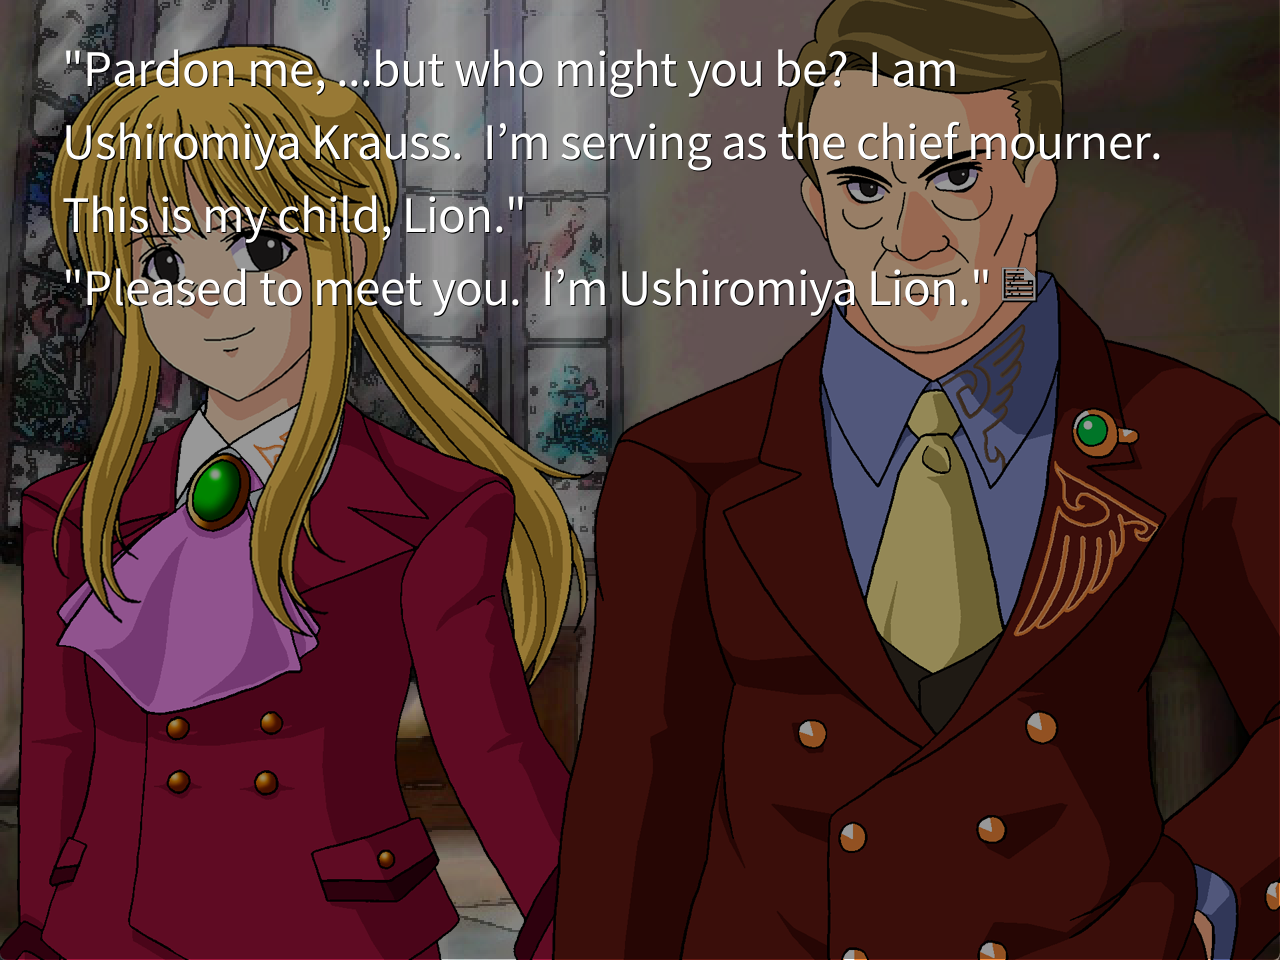 "Pardon me, ...but who might you be?  I am
Ushiromiya Krauss.  I’m serving as the chief mourner.
This is my child, Lion."
"Pleased to meet you.  I’m Ushiromiya Lion."